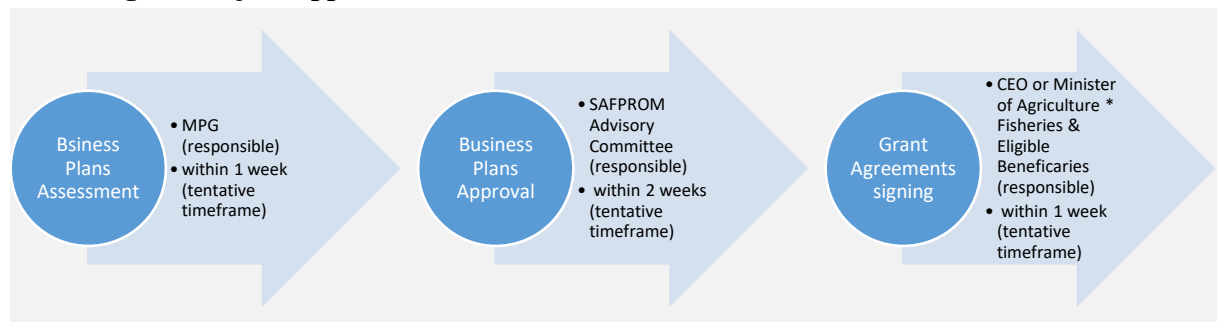 Bsiness
Plans
Assessment
• MPG
(responsible)
• within 1 week
(tentative
timeframe)
Business
Plans
Approval
• SAFPROM
Advisory
Committee
(responsible)
• within 2 weeks
(tentative
timeframe)
Grant
Agreements
signing
• CEO or Minister
of Agriculture *
Fisheries &
Eligible
Beneficaries
(responsible)
• within 1 week
(tentative
timeframe)